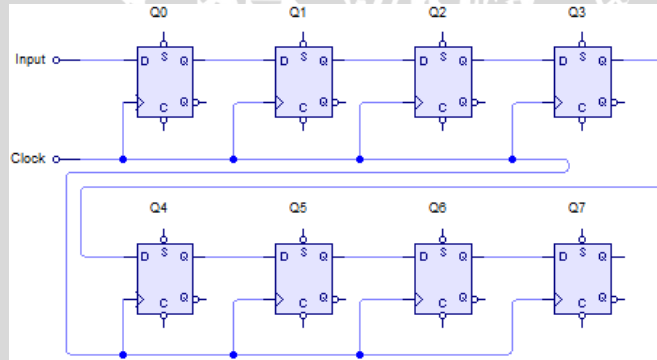 Q0 Q1 Q2 Q3
Input D S Q D S Q D S Q D S Q
C Q C Q C Q C Q
Clock
Q4 Q5 Q6 Q7
D S Q D S Q D S Q D S Q
C Q C Q C Q C Q